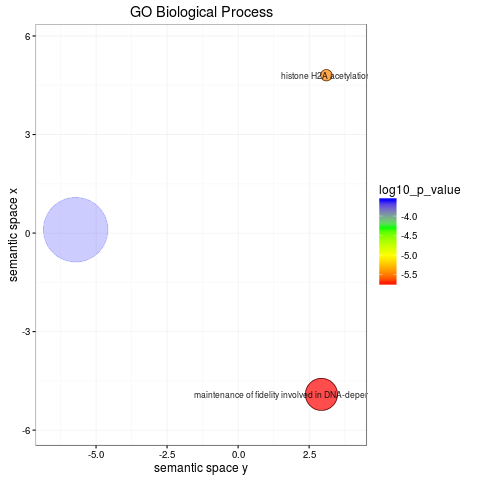 GO Biological Process
6
histone H2A acetylatio
3
semantic space x
0
-3
maintenance of fidelity involved in DNA-deper
-6
-5.0
-2.5
0.0
2.5
semantic space y
log10_p_value
-4.0
-4.5
-5.0
-5.5